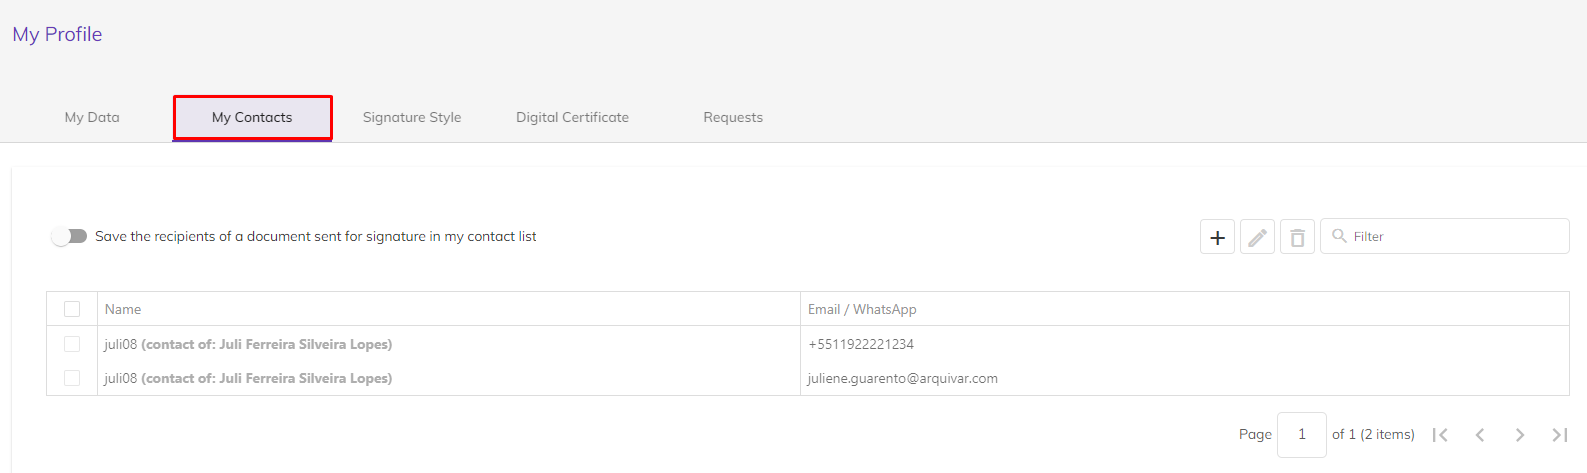 My Profile
My Data My Contacts Signature Style Digital Certificate Requests
Save the recipients of a document sent for signature in my contact list Filter
Name Email / WhatsApp
juli08 (contact of: Juli Ferreira Silveira Lopes) +5511922221234
juli08 (contact of: Juli Ferreira Silveira Lopes) juliene.guarento@arquivar.com
Page 1 of 1 (2 items)